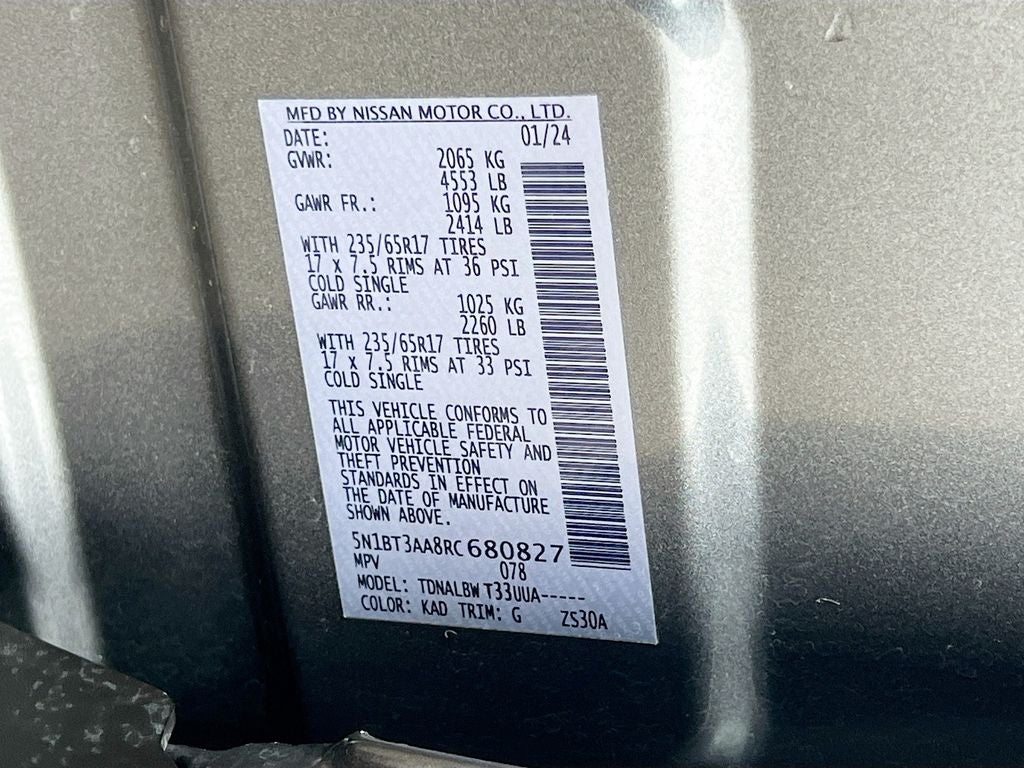 MFD BY NISSAN MOTOR CO., LTD.
DATE: 01/24
GVWR: 2065 KG
4553 LB
GAWR FR.: 1095 KG
2414 LB
WITH 235/65R17 TIRES
17 x 7.5 RIMS AT 36 PSI
COLD SINGLE
GAWR RR.: 1025 KG
2260 LB
WITH 235/65R17 TIRES
17 x 7.5 RIMS AT 33 PSI
COLD SINGLE
THIS VEHICLE CONFORMS TO
ALL APPLICABLE FEDERAL
MOTOR VEHICLE SAFETY AND
THEFT PREVENTION
STANDARDS IN EFFECT ON
THE DATE OF MANUFACTURE
SHOWN ABOVE.
5N1BT3AA8RC680827
MPV 078
MODEL: TDNALBW T33UUA-----
COLOR: KAD TRIM: G ZS30A